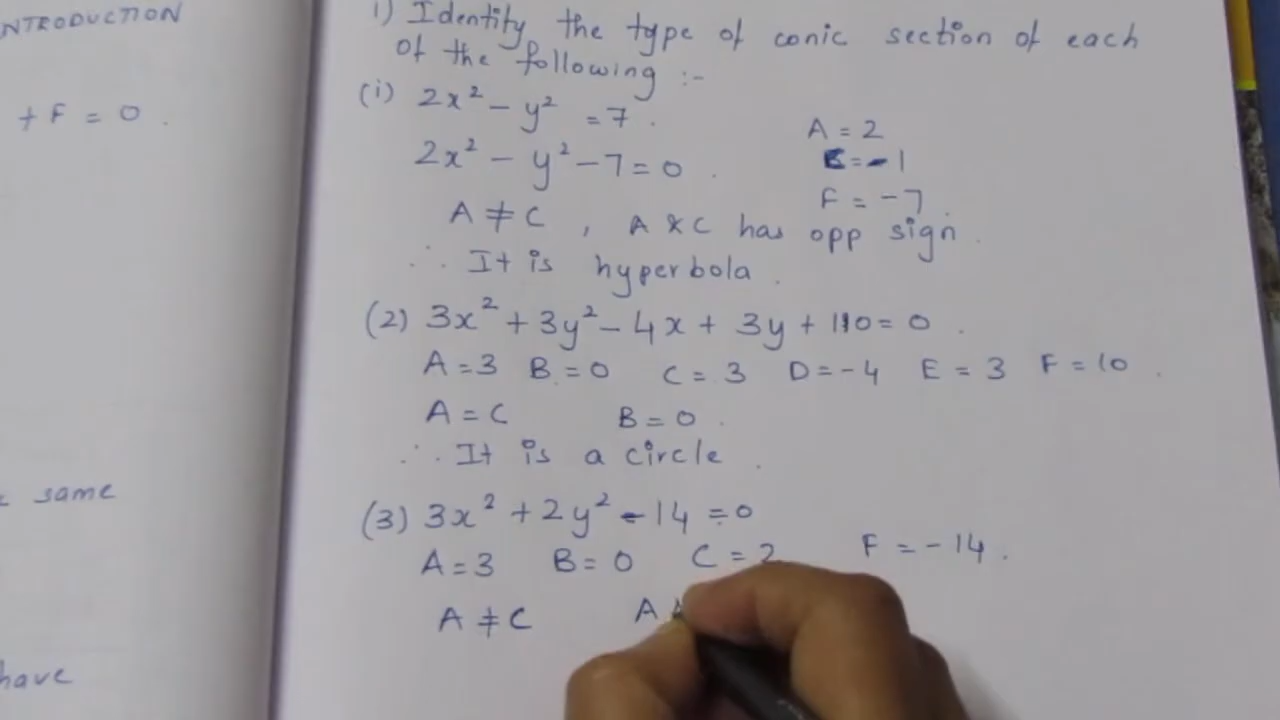 NTRODUCTION
+ F = 0 .
same
have
1) Identify the type of conic section of each
of the following :-
(i) 2x² - y² = 7 .
2x² - y² - 7 = 0 .
A = 2
C = - 1
F = - 7
A ≠ C , A & C has opp sign .
∴ It is hyperbola .
(2) 3x² + 3y² - 4x + 3y + 110 = 0 .
A = 3 B = 0 C = 3 D = - 4 E = 3 F = 10 .
A = C B = 0 .
∴ It is a circle .
(3) 3x² + 2y² - 14 = 0
A = 3 B = 0 C = 2 F = - 14 .
A ≠ C A